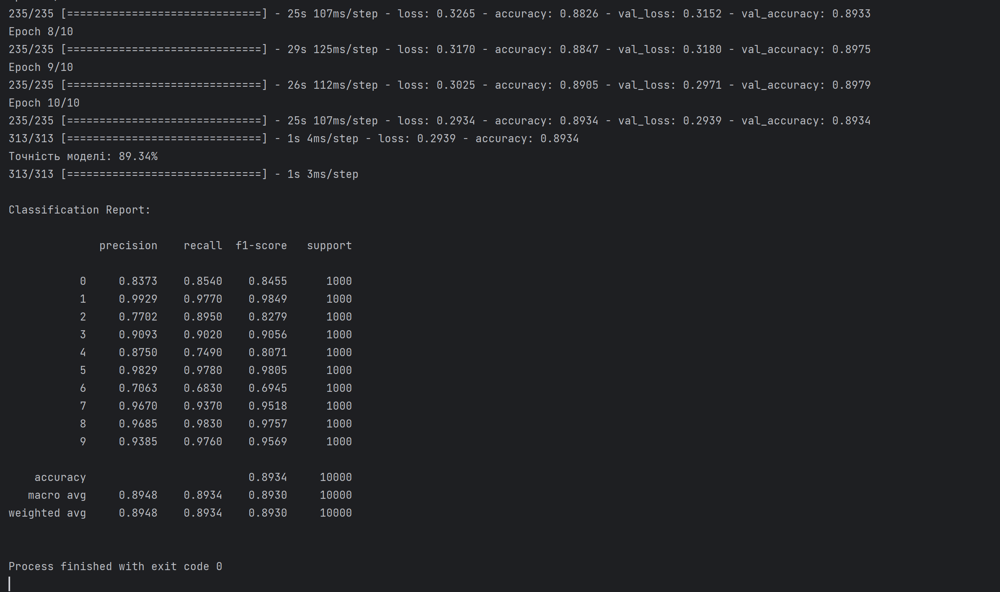 235/235 [==============================] - 25s 107ms/step - loss: 0.3265 - accuracy: 0.8826 - val_loss: 0.3152 - val_accuracy: 0.8933
Epoch 8/10
235/235 [==============================] - 29s 125ms/step - loss: 0.3170 - accuracy: 0.8847 - val_loss: 0.3180 - val_accuracy: 0.8975
Epoch 9/10
235/235 [==============================] - 26s 112ms/step - loss: 0.3025 - accuracy: 0.8905 - val_loss: 0.2971 - val_accuracy: 0.8979
Epoch 10/10
235/235 [==============================] - 25s 107ms/step - loss: 0.2934 - accuracy: 0.8934 - val_loss: 0.2939 - val_accuracy: 0.8934
313/313 [==============================] - 1s 4ms/step - loss: 0.2939 - accuracy: 0.8934
Точність моделі: 89.34%
313/313 [==============================] - 1s 3ms/step
Classification Report:
precision recall f1-score support
0 0.8373 0.8540 0.8455 1000
1 0.9929 0.9770 0.9849 1000
2 0.7702 0.8950 0.8279 1000
3 0.9093 0.9020 0.9056 1000
4 0.8750 0.7490 0.8071 1000
5 0.9829 0.9780 0.9805 1000
6 0.7063 0.6830 0.6945 1000
7 0.9670 0.9370 0.9518 1000
8 0.9685 0.9830 0.9757 1000
9 0.9385 0.9760 0.9569 1000
accuracy 0.8934 10000
macro avg 0.8948 0.8934 0.8930 10000
weighted avg 0.8948 0.8934 0.8930 10000
Process finished with exit code 0